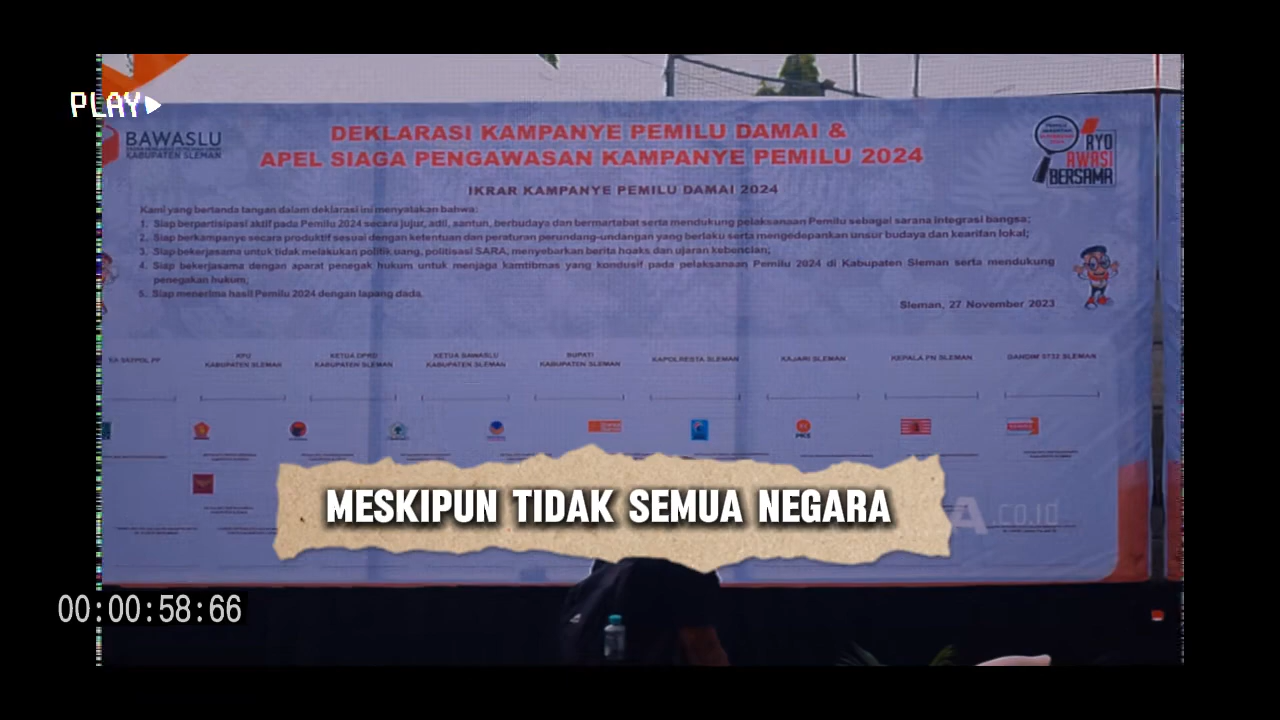 PLAY
BAWASLU
KABUPATEN SLEMAN
DEKLARASI KAMPANYE PEMILU DAMAI &
APEL SIAGA PENGAWASAN KAMPANYE PEMILU 2024
AYO
AWASI
BERSAMA
IKRAR KAMPANYE PEMILU DAMAI 2024
Kami yang bertanda tangan dalam deklarasi ini menyatakan bahwa:
1. Siap berpartisipasi aktif pada Pemilu 2024 secara jujur, adil, santun, berbudaya dan bermartabat serta mendukung pelaksanaan Pemilu sebagai sarana integrasi bangsa;
2. Siap berkampanye secara produktif sesuai dengan ketentuan dan peraturan perundang-undangan yang berlaku serta mengedepankan unsur budaya dan kearifan lokal;
3. Siap bekerjasama untuk tidak melakukan politik uang, politisasi SARA, menyebarkan berita hoaks dan ujaran kebencian;
4. Siap bekerjasama dengan aparat penegak hukum untuk menjaga kamtibmas yang kondusif pada pelaksanaan Pemilu 2024 di Kabupaten Sleman serta mendukung
penegakan hukum;
5. Siap menerima hasil Pemilu 2024 dengan lapang dada.
Sleman, 27 November 2023
SATPOL PP
KPU
KABUPATEN SLEMAN
KETUA DPRD
KABUPATEN SLEMAN
KETUA BAWASLU
KABUPATEN SLEMAN
BUPATI
KABUPATEN SLEMAN
KAPOLRESTA SLEMAN
KAJARI SLEMAN
KEPALA PN SLEMAN
DANDIM 0732 SLEMAN
PKS
MESKIPUN TIDAK SEMUA NEGARA
A.co.id
00:00:58:66